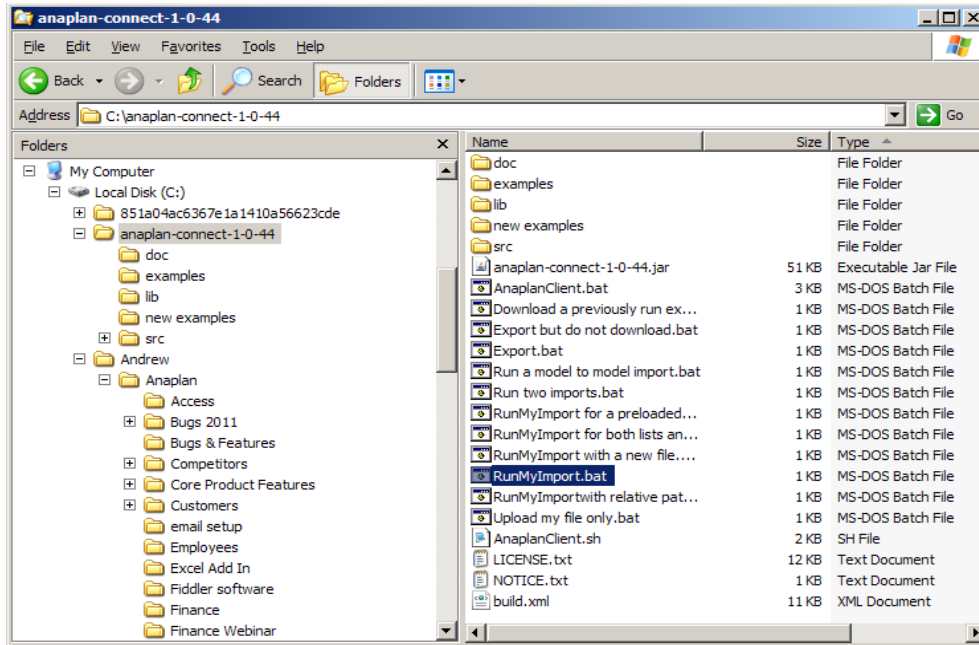 anaplan-connect-1-0-44
File Edit View Favorites Tools Help
Back Search Folders
Address C:\anaplan-connect-1-0-44 Go
Folders
My Computer
Local Disk (C:)
851a04ac6367e1a1410a56623cde
anaplan-connect-1-0-44
doc
examples
lib
new examples
src
Andrew
Anaplan
Access
Bugs 2011
Bugs & Features
Competitors
Core Product Features
Customers
email setup
Employees
Excel Add In
Fiddler software
Finance
Finance Webinar
Name Size Type
doc File Folder
examples File Folder
lib File Folder
new examples File Folder
src File Folder
anaplan-connect-1-0-44.jar 51 KB Executable Jar File
AnaplanClient.bat 3 KB MS-DOS Batch File
Download a previously run ex... 1 KB MS-DOS Batch File
Export but do not download.bat 1 KB MS-DOS Batch File
Export.bat 1 KB MS-DOS Batch File
Run a model to model import.bat 1 KB MS-DOS Batch File
Run two imports.bat 1 KB MS-DOS Batch File
RunMyImport for a preloaded... 1 KB MS-DOS Batch File
RunMyImport for both lists an... 1 KB MS-DOS Batch File
RunMyImport with a new file.... 1 KB MS-DOS Batch File
RunMyImport.bat 1 KB MS-DOS Batch File
RunMyImportwith relative pat... 1 KB MS-DOS Batch File
Upload my file only.bat 1 KB MS-DOS Batch File
AnaplanClient.sh 2 KB SH File
LICENSE.txt 12 KB Text Document
NOTICE.txt 1 KB Text Document
build.xml 11 KB XML Document